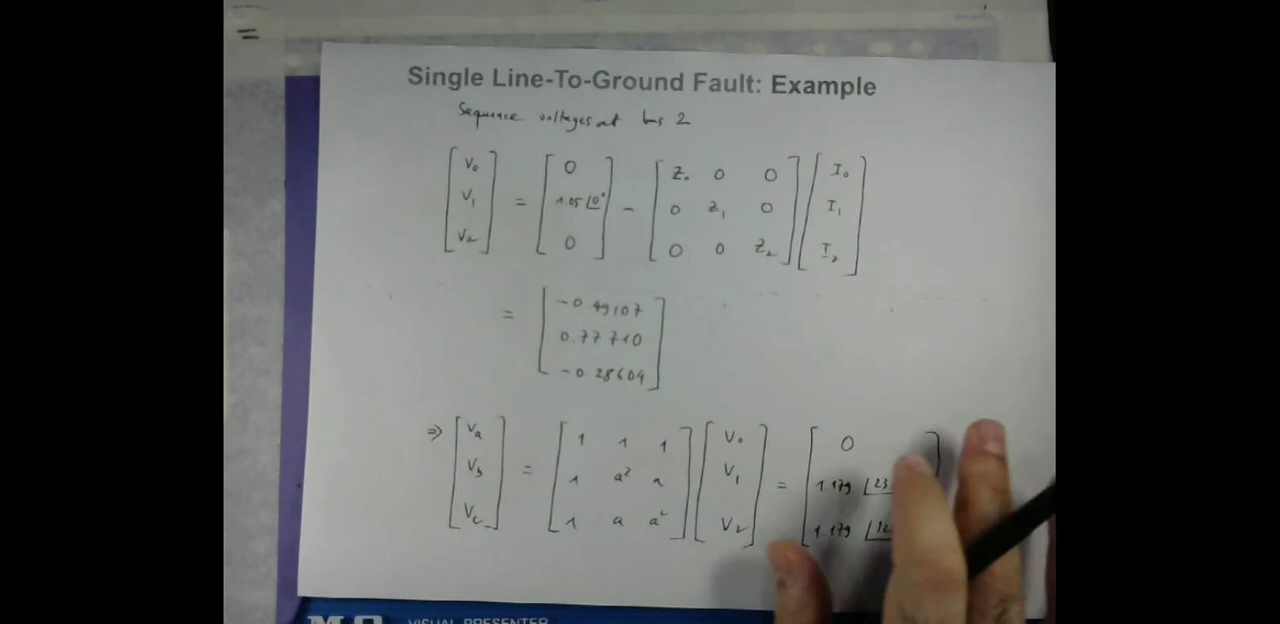 Single Line-To-Ground Fault: Example
Sequence voltages at bus 2
[V₀ V₁ V₂] = [0 1.05∠0° 0] - [Z₀ 0 0 0 Z₁ 0 0 0 Z₂] [I₀ I₁ I₂]
= [-0.49107 0.77710 -0.28604]
⇒ [Va Vb Vc] = [1 1 1 1 a² a 1 a a²] [V₀ V₁ V₂] = [0 1.179∠23 1.179∠12
VISUAL PRESENTER